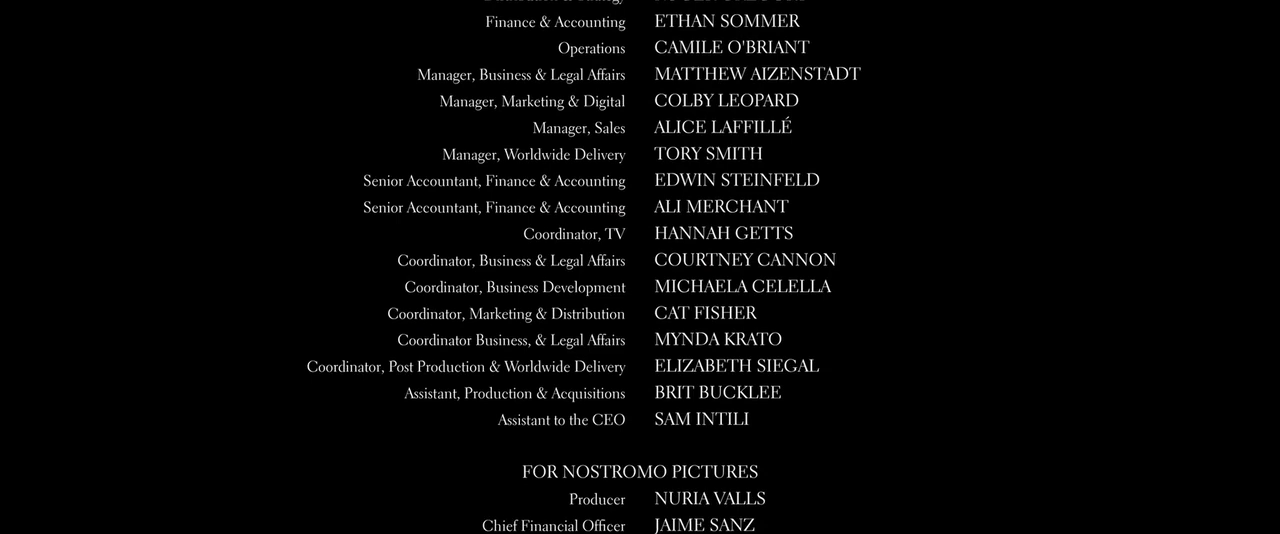 Finance & Accounting ETHAN SOMMER
Operations CAMILE O'BRIANT
Manager, Business & Legal Affairs MATTHEW AIZENSTADT
Manager, Marketing & Digital COLBY LEOPARD
Manager, Sales ALICE LAFFILLÉ
Manager, Worldwide Delivery TORY SMITH
Senior Accountant, Finance & Accounting EDWIN STEINFELD
Senior Accountant, Finance & Accounting ALI MERCHANT
Coordinator, TV HANNAH GETTS
Coordinator, Business & Legal Affairs COURTNEY CANNON
Coordinator, Business Development MICHAELA CELELLA
Coordinator, Marketing & Distribution CAT FISHER
Coordinator Business, & Legal Affairs MYNDA KRATO
Coordinator, Post Production & Worldwide Delivery ELIZABETH SIEGAL
Assistant, Production & Acquisitions BRIT BUCKLEE
Assistant to the CEO SAM INTILI
FOR NOSTROMO PICTURES
Producer NURIA VALLS
Chief Financial Officer JAIME SANZ